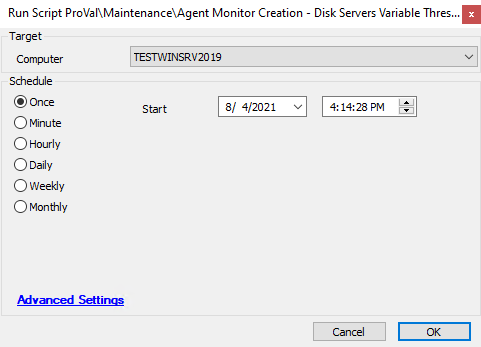 Run Script ProVal\Maintenance\Agent Monitor Creation - Disk Servers Variable Thres...
Target
Computer TESTWINSRV2019
Schedule
Once Start 8/ 4/2021 4:14:28 PM
Minute
Hourly
Daily
Weekly
Monthly
Advanced Settings
Cancel OK